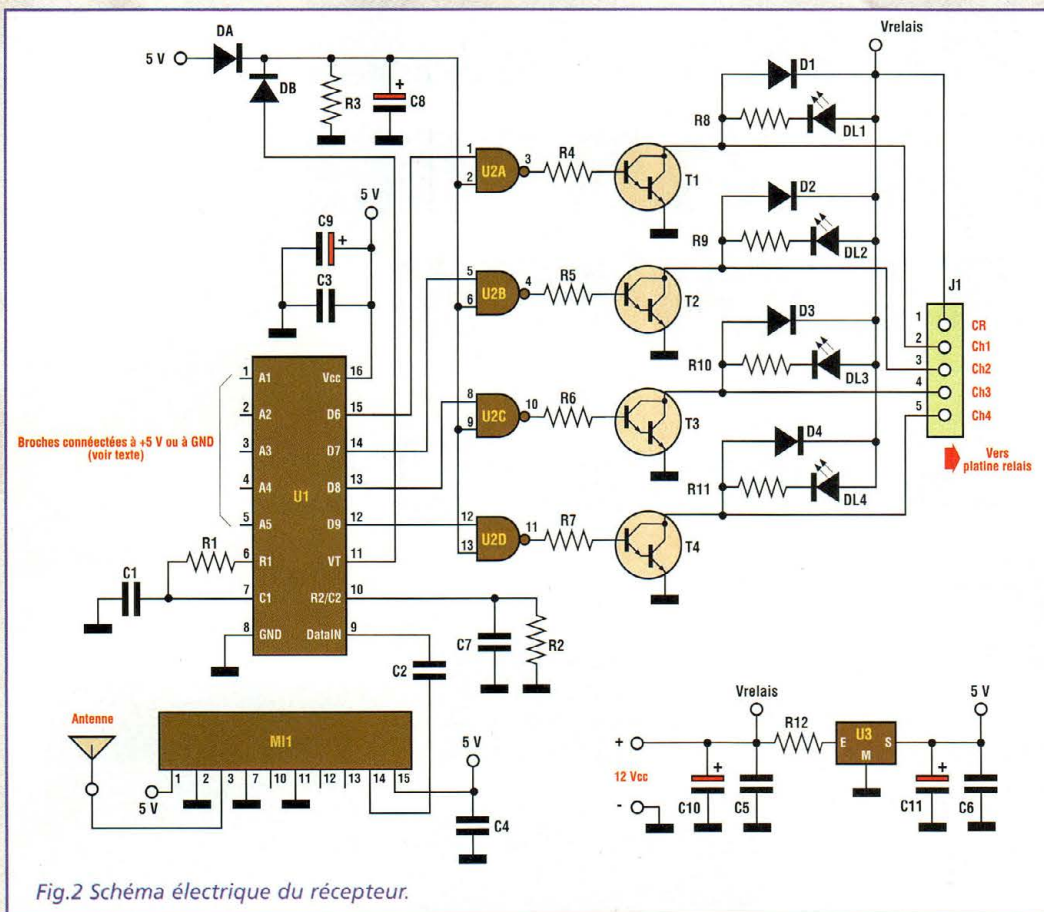 DA
5 V
DB
R3
+
C8
Vrelais
D1
R8
DL1
1
2
U2A
3
R4
T1
D2
R9
DL2
5 V
C9
+
C3
5
6
U2B
4
R5
T2
D3
R10
DL3
J1
1
CR
2
Ch1
3
Ch2
4
Ch3
5
Ch4
Vers
platine relais
8
9
U2C
10
R6
T3
D4
R11
DL4
12
13
U2D
11
R7
T4
Broches connéectées à +5 V ou à GND
(voir texte)
U1
1 A1 Vcc 16
2 A2 D6 15
3 A3 D7 14
4 A4 D8 13
5 A5 D9 12
6 R1 VT 11
7 C1 R2/C2 10
8 GND DataIN 9
R1
C1
C7
R2
C2
Antenne
MI1
1 2 3 7 10 11 12 13 14 15
5 V
5 V
C4
Vrelais
5 V
+
12 Vcc
-
+
C10
C5
R12
E U3 S
M
+
C11
C6
Fig.2 Schéma électrique du récepteur.